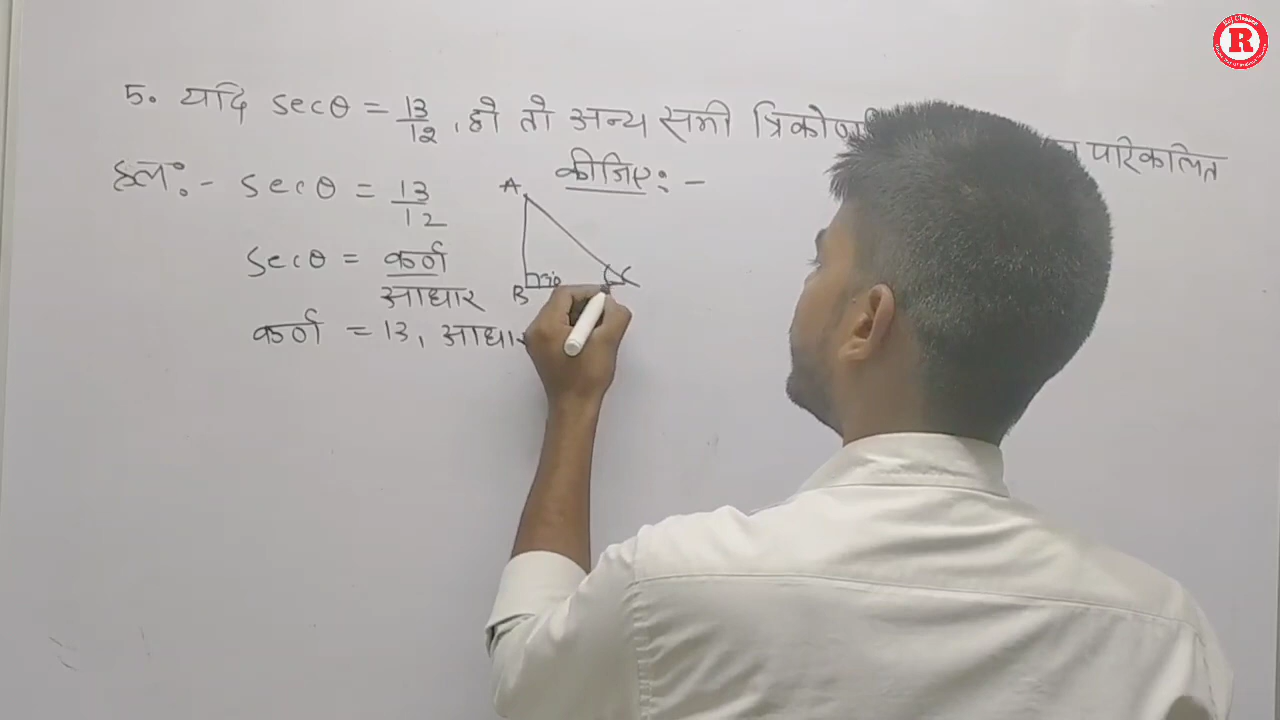 5. यदि secθ = 13/12, हो तो अन्य सभी परिकलित
कीजिए: -
हल: - secθ = 13/12
secθ = कर्ण/आधार
कर्ण = 13, आधार
A
B
C
90
R